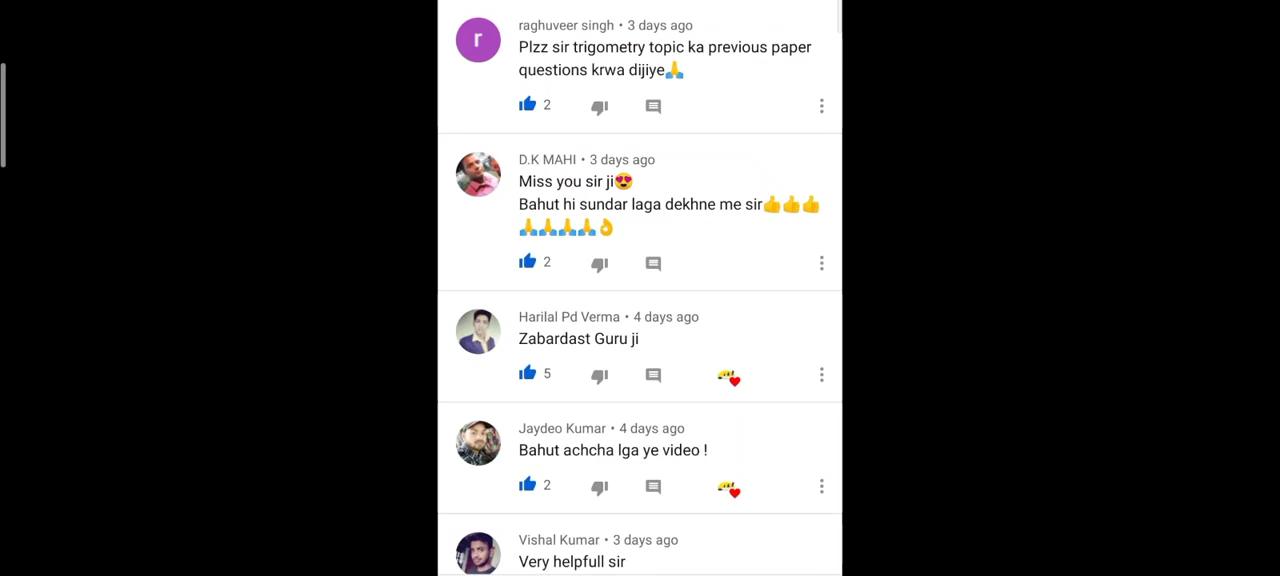 r
raghuveer singh • 3 days ago
Plzz sir trigometry topic ka previous paper
questions krwa dijiye🙏
2
D.K MAHI • 3 days ago
Miss you sir ji😍
Bahut hi sundar laga dekhne me sir👍👍👍
🙏🙏🙏🙏👌
2
Harilal Pd Verma • 4 days ago
Zabardast Guru ji
5
Jaydeo Kumar • 4 days ago
Bahut achcha lga ye video !
2
Vishal Kumar • 3 days ago
Very helpfull sir